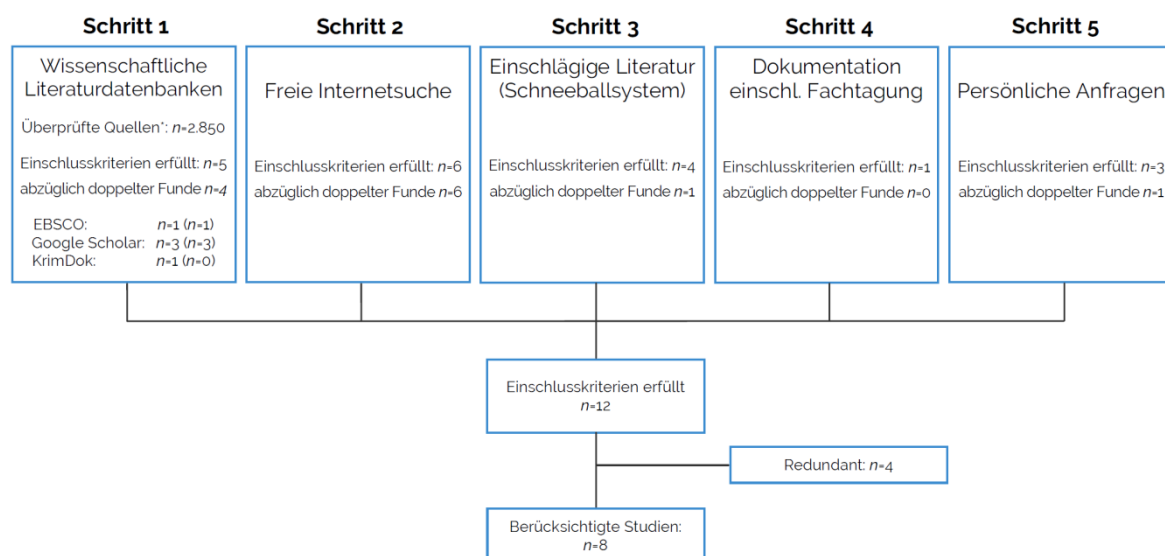 Schritt 1
Wissenschaftliche
Literaturdatenbanken
Überprüfte Quellen*: n=2.850
Einschlusskriterien erfüllt: n=5
abzüglich doppelter Funde n=4
EBSCO: n=1 (n=1)
Google Scholar: n=3 (n=3)
KrimDok: n=1 (n=0)
Schritt 2
Freie Internetsuche
Einschlusskriterien erfüllt: n=6
abzüglich doppelter Funde n=6
Schritt 3
Einschlägige Literatur
(Schneeballsystem)
Einschlusskriterien erfüllt: n=4
abzüglich doppelter Funde n=1
Schritt 4
Dokumentation
einschl. Fachtagung
Einschlusskriterien erfüllt: n=1
abzüglich doppelter Funde n=0
Schritt 5
Persönliche Anfragen
Einschlusskriterien erfüllt: n=3
abzüglich doppelter Funde n=1
Einschlusskriterien erfüllt
n=12
Redundant: n=4
Berücksichtigte Studien:
n=8